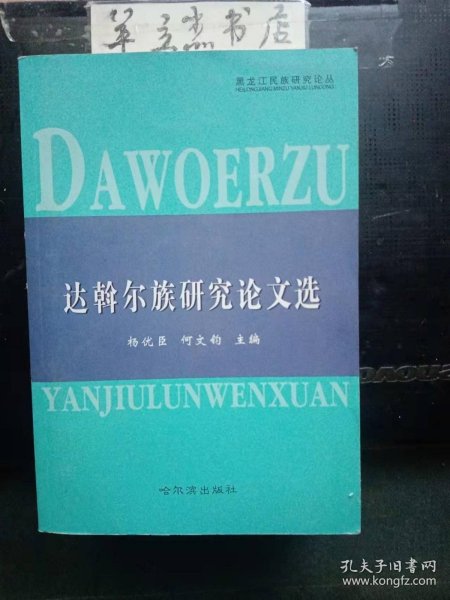 书店
黑龙江民族研究论丛
HEILONGJIANG MINZU YANJIU LUNCONG
DAWOERZU
达斡尔族研究论文选
杨优臣 何文钧 主编
YANJIULUNWENXUAN
哈尔滨出版社
孔夫子旧书网
www.kongfz.com